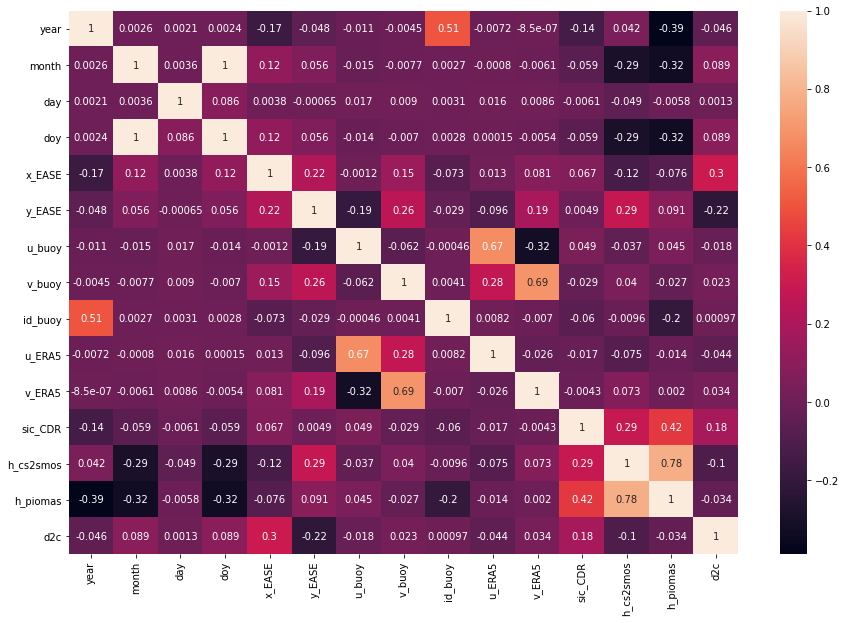 year 1 0.0026 0.0021 0.0024 -0.17 -0.048 -0.011 -0.0045 0.51 -0.0072 -8.5e-07 -0.14 0.042 -0.39 -0.046
month 0.0026 1 0.0036 1 0.12 0.056 -0.015 -0.0077 0.0027 -0.0008 -0.0061 -0.059 -0.29 -0.32 0.089
day 0.0021 0.0036 1 0.086 0.0038 -0.00065 0.017 0.009 0.0031 0.016 0.0086 -0.0061 -0.049 -0.0058 0.0013
doy 0.0024 1 0.086 1 0.12 0.056 -0.014 -0.007 0.0028 0.00015 -0.0054 -0.059 -0.29 -0.32 0.089
x_EASE -0.17 0.12 0.0038 0.12 1 0.22 -0.0012 0.15 -0.073 0.013 0.081 0.067 -0.12 -0.076 0.3
y_EASE -0.048 0.056 -0.00065 0.056 0.22 1 -0.19 0.26 -0.029 -0.096 0.19 0.0049 0.29 0.091 -0.22
u_buoy -0.011 -0.015 0.017 -0.014 -0.0012 -0.19 1 -0.062 -0.00046 0.67 -0.32 0.049 -0.037 0.045 -0.018
v_buoy -0.0045 -0.0077 0.009 -0.007 0.15 0.26 -0.062 1 0.0041 0.28 0.69 -0.029 0.04 -0.027 0.023
id_buoy 0.51 0.0027 0.0031 0.0028 -0.073 -0.029 -0.00046 0.0041 1 0.0082 -0.007 -0.06 -0.0096 -0.2 0.00097
u_ERA5 -0.0072 -0.0008 0.016 0.00015 0.013 -0.096 0.67 0.28 0.0082 1 -0.026 -0.017 -0.075 -0.014 -0.044
v_ERA5 -8.5e-07 -0.0061 0.0086 -0.0054 0.081 0.19 -0.32 0.69 -0.007 -0.026 1 -0.0043 0.073 0.002 0.034
sic_CDR -0.14 -0.059 -0.0061 -0.059 0.067 0.0049 0.049 -0.029 -0.06 -0.017 -0.0043 1 0.29 0.42 0.18
h_cs2smos 0.042 -0.29 -0.049 -0.29 -0.12 0.29 -0.037 0.04 -0.0096 -0.075 0.073 0.29 1 0.78 -0.1
h_piomas -0.39 -0.32 -0.0058 -0.32 -0.076 0.091 0.045 -0.027 -0.2 -0.014 0.002 0.42 0.78 1 -0.034
d2c -0.046 0.089 0.0013 0.089 0.3 -0.22 -0.018 0.023 0.00097 -0.044 0.034 0.18 -0.1 -0.034 1
year month day doy x_EASE y_EASE u_buoy v_buoy id_buoy u_ERA5 v_ERA5 sic_CDR h_cs2smos h_piomas d2c
1.0
0.8
0.6
0.4
0.2
0.0
−0.2